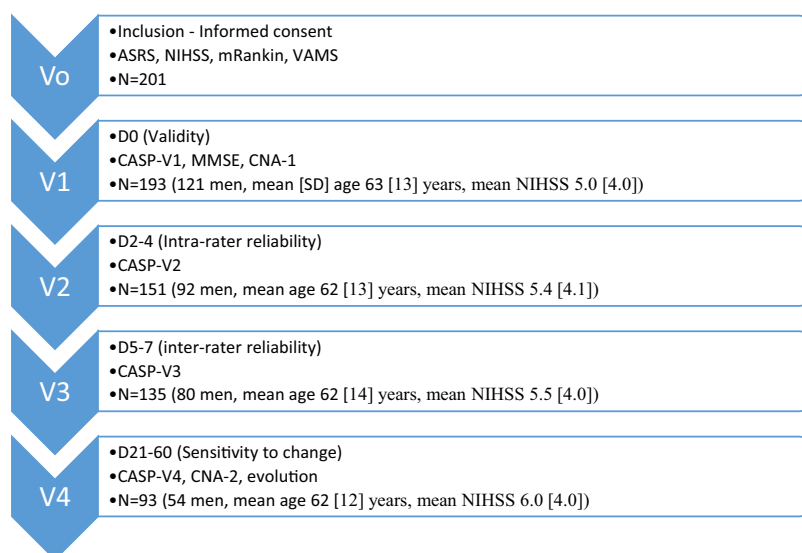 Vo
•Inclusion - Informed consent
•ASRS, NIHSS, mRankin, VAMS
•N=201
V1
•D0 (Validity)
•CASP-V1, MMSE, CNA-1
•N=193 (121 men, mean [SD] age 63 [13] years, mean NIHSS 5.0 [4.0])
V2
•D2-4 (Intra-rater reliability)
•CASP-V2
•N=151 (92 men, mean age 62 [13] years, mean NIHSS 5.4 [4.1])
V3
•D5-7 (inter-rater reliability)
•CASP-V3
•N=135 (80 men, mean age 62 [14] years, mean NIHSS 5.5 [4.0])
V4
•D21-60 (Sensitivity to change)
•CASP-V4, CNA-2, evolution
•N=93 (54 men, mean age 62 [12] years, mean NIHSS 6.0 [4.0])